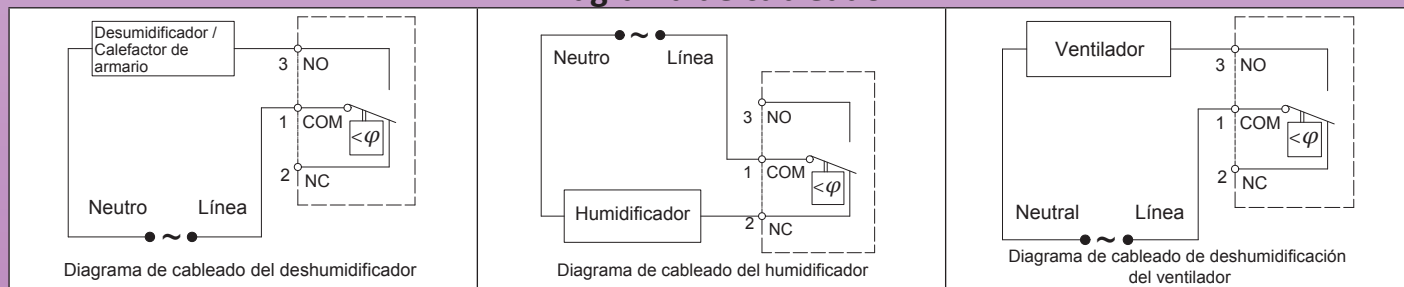 Desumidificador /
Calefactor de
armario
3 NO
1 COM
<φ
2 NC
Neutro Línea
Diagrama de cableado del deshumidificador
Neutro Línea
3 NO
1 COM
<φ
Humidificador
2 NC
Diagrama de cableado del humidificador
Ventilador
3 NO
1 COM
<φ
2 NC
Neutral Línea
Diagrama de cableado de deshumidificación
del ventilador